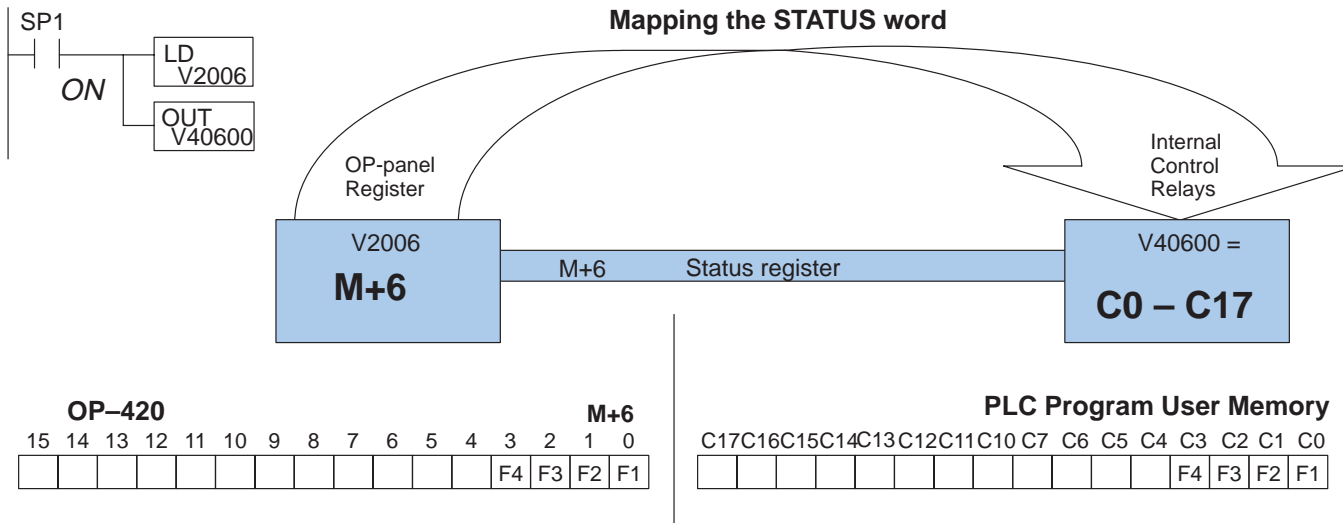 Mapping the STATUS word
SP1
LD
V2006
ON
OUT
V40600
OP-panel
Register
Internal
Control
Relays
V2006
M+6
M+6 Status register
V40600 =
C0 – C17
OP–420 M+6
15 14 13 12 11 10 9 8 7 6 5 4 3 2 1 0
F4 F3 F2 F1
PLC Program User Memory
C17 C16 C15 C14 C13 C12 C11 C10 C7 C6 C5 C4 C3 C2 C1 C0
F4 F3 F2 F1